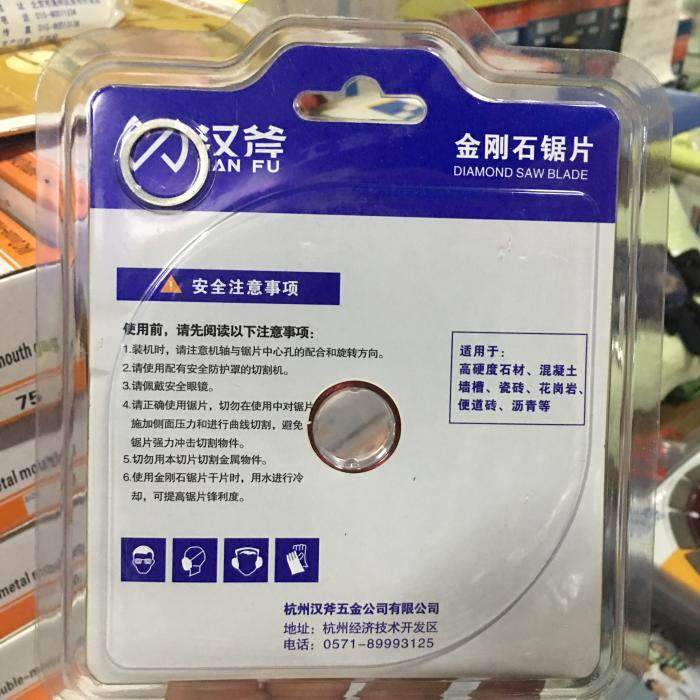 汉斧
AN FU
金刚石锯片
DIAMOND SAW BLADE
安全注意事项
使用前，请先阅读以下注意事项：
1.装机时，请注意机轴与锯片中心孔的配合和旋转方向。
2.请使用配有安全防护罩的切割机。
3.请佩戴安全眼镜。
4.请正确使用锯片，切勿在使用中对锯片
施加侧面压力和进行曲线切割，避免
锯片强力冲击切割物件。
5.切勿用本切片切割金属物件。
6.使用金刚石锯片干片时，用水进行冷
却，可提高锯片锋利度。
适用于：
高硬度石材、混凝土
墙槽、瓷砖、花岗岩、
便道砖、沥青等
杭州汉斧五金公司有限公司
地址：杭州经济技术开发区
电话：0571-89993125
outh
75
etal mou
metal m
uble-m